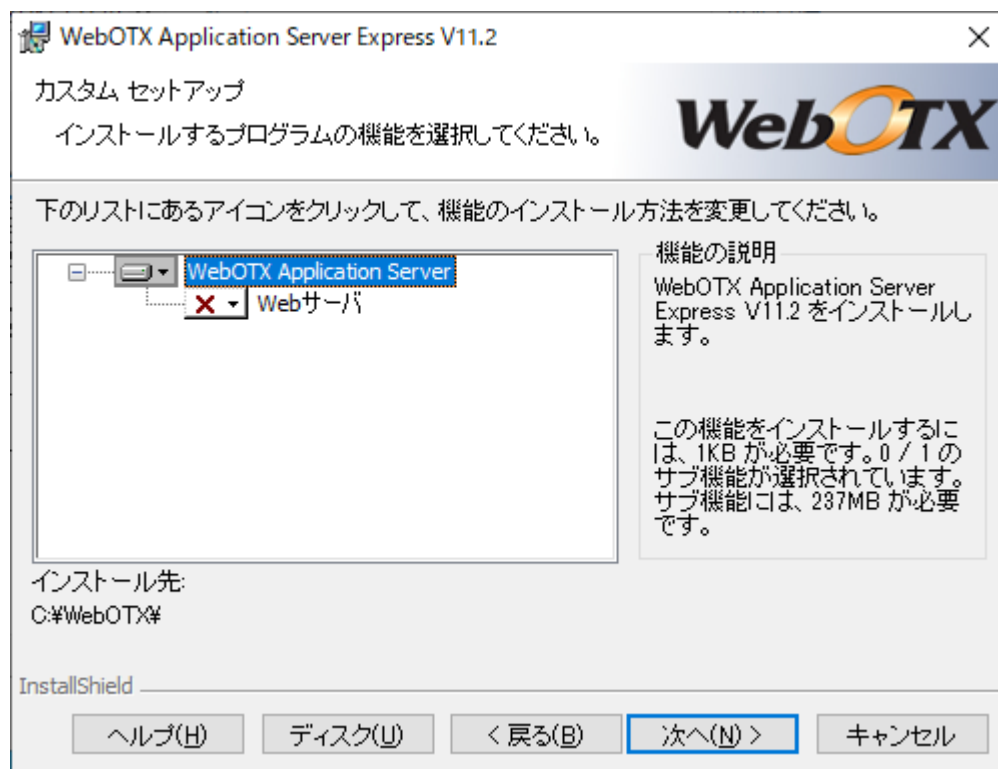 WebOTX Application Server Express V11.2
カスタム セットアップ
インストールするプログラムの機能を選択してください。
WebOTX
下のリストにあるアイコンをクリックして、機能のインストール方法を変更してください。
WebOTX Application Server
Webサーバ
機能の説明
WebOTX Application Server
Express V11.2 をインストールし
ます。
この機能をインストールするに
は、1KB が必要です。0 / 1 の
サブ機能が選択されています。
サブ機能には、237MB が必要
です。
インストール先:
C:¥WebOTX¥
InstallShield
ヘルプ(H)
ディスク(U)
< 戻る(B)
次へ(N) >
キャンセル